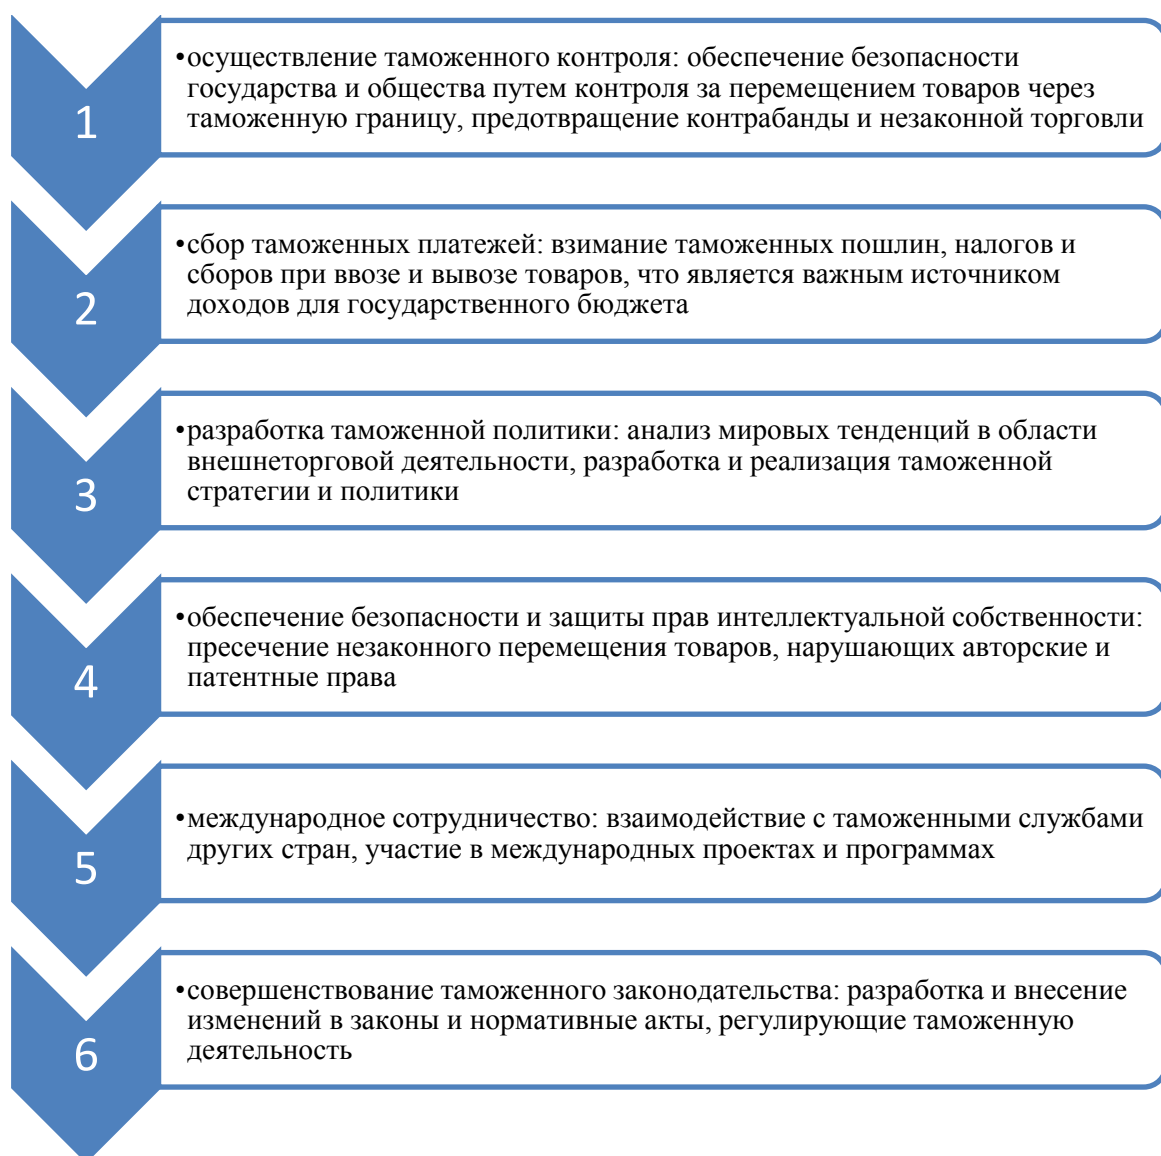 1
•осуществление таможенного контроля: обеспечение безопасности
государства и общества путем контроля за перемещением товаров через
таможенную границу, предотвращение контрабанды и незаконной торговли
2
•сбор таможенных платежей: взимание таможенных пошлин, налогов и
сборов при ввозе и вывозе товаров, что является важным источником
доходов для государственного бюджета
3
•разработка таможенной политики: анализ мировых тенденций в области
внешнеторговой деятельности, разработка и реализация таможенной
стратегии и политики
4
•обеспечение безопасности и защиты прав интеллектуальной собственности:
пресечение незаконного перемещения товаров, нарушающих авторские и
патентные права
5
•международное сотрудничество: взаимодействие с таможенными службами
других стран, участие в международных проектах и программах
6
•совершенствование таможенного законодательства: разработка и внесение
изменений в законы и нормативные акты, регулирующие таможенную
деятельность